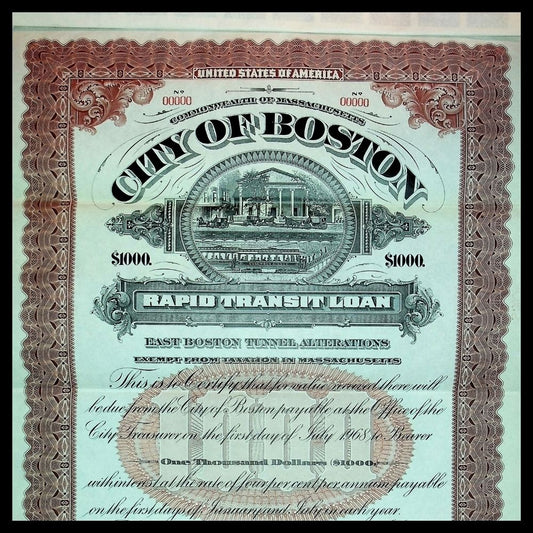 UNITED STATES OF AMERICA
No No
00000 00000
COMMONWEALTH OF MASSACHUSETTS
CITY OF BOSTON
$1000. $1000.
RAPID TRANSIT LOAN
EAST BOSTON TUNNEL ALTERATIONS
EXEMPT FROM TAXATION IN MASSACHUSETTS
This is to Certify that for value received there will
be due from the City of Boston payable at the Office of the
City Treasurer on the first day of July 1968 to Bearer
One Thousand Dollars ($1000)
with interest at the rate of four per cent per annum payable
on the first days of January and July in each year.